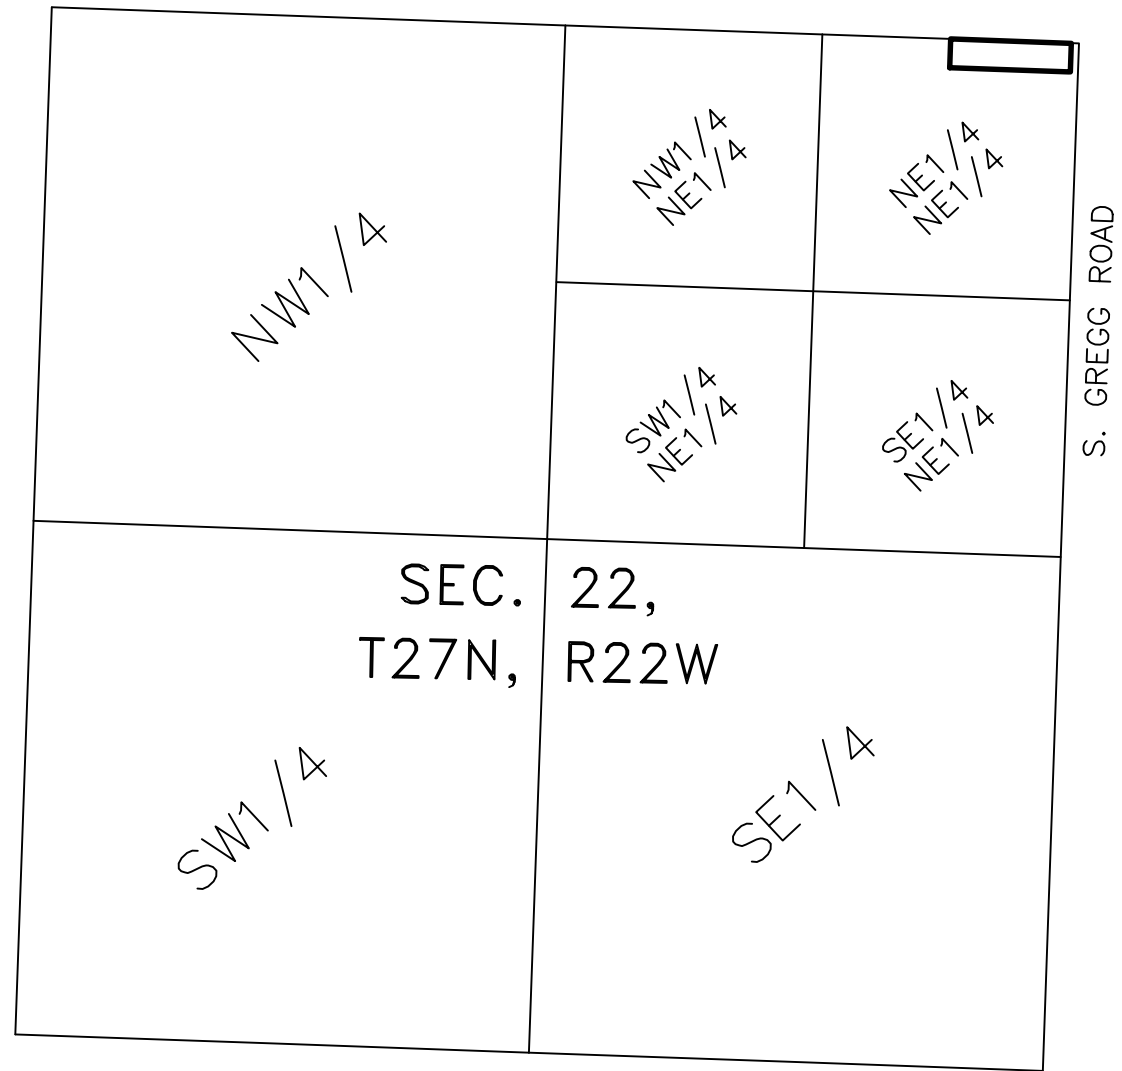 NW1/4
NE1/4
NE1/4
NE1/4
NW1/4
S. GREGG ROAD
SW1/4
NE1/4
SE1/4
NE1/4
SEC. 22,
T27N, R22W
SW1/4
SE1/4